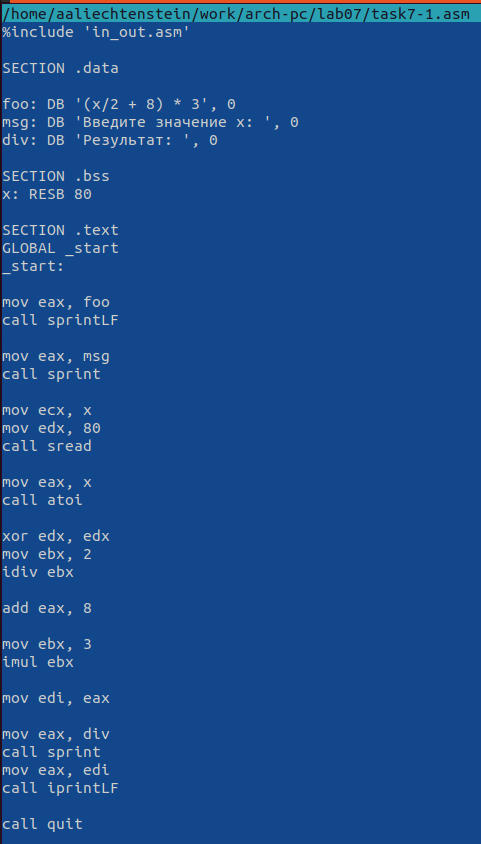 /home/aaliechtenstein/work/arch-pc/lab07/task7-1.asm
%include 'in_out.asm'
SECTION .data
foo: DB '(x/2 + 8) * 3', 0
msg: DB 'Введите значение x: ', 0
div: DB 'Результат: ', 0
SECTION .bss
x: RESB 80
SECTION .text
GLOBAL _start
_start:
mov eax, foo
call sprintLF
mov eax, msg
call sprint
mov ecx, x
mov edx, 80
call sread
mov eax, x
call atoi
xor edx, edx
mov ebx, 2
idiv ebx
add eax, 8
mov ebx, 3
imul ebx
mov edi, eax
mov eax, div
call sprint
mov eax, edi
call iprintLF
call quit